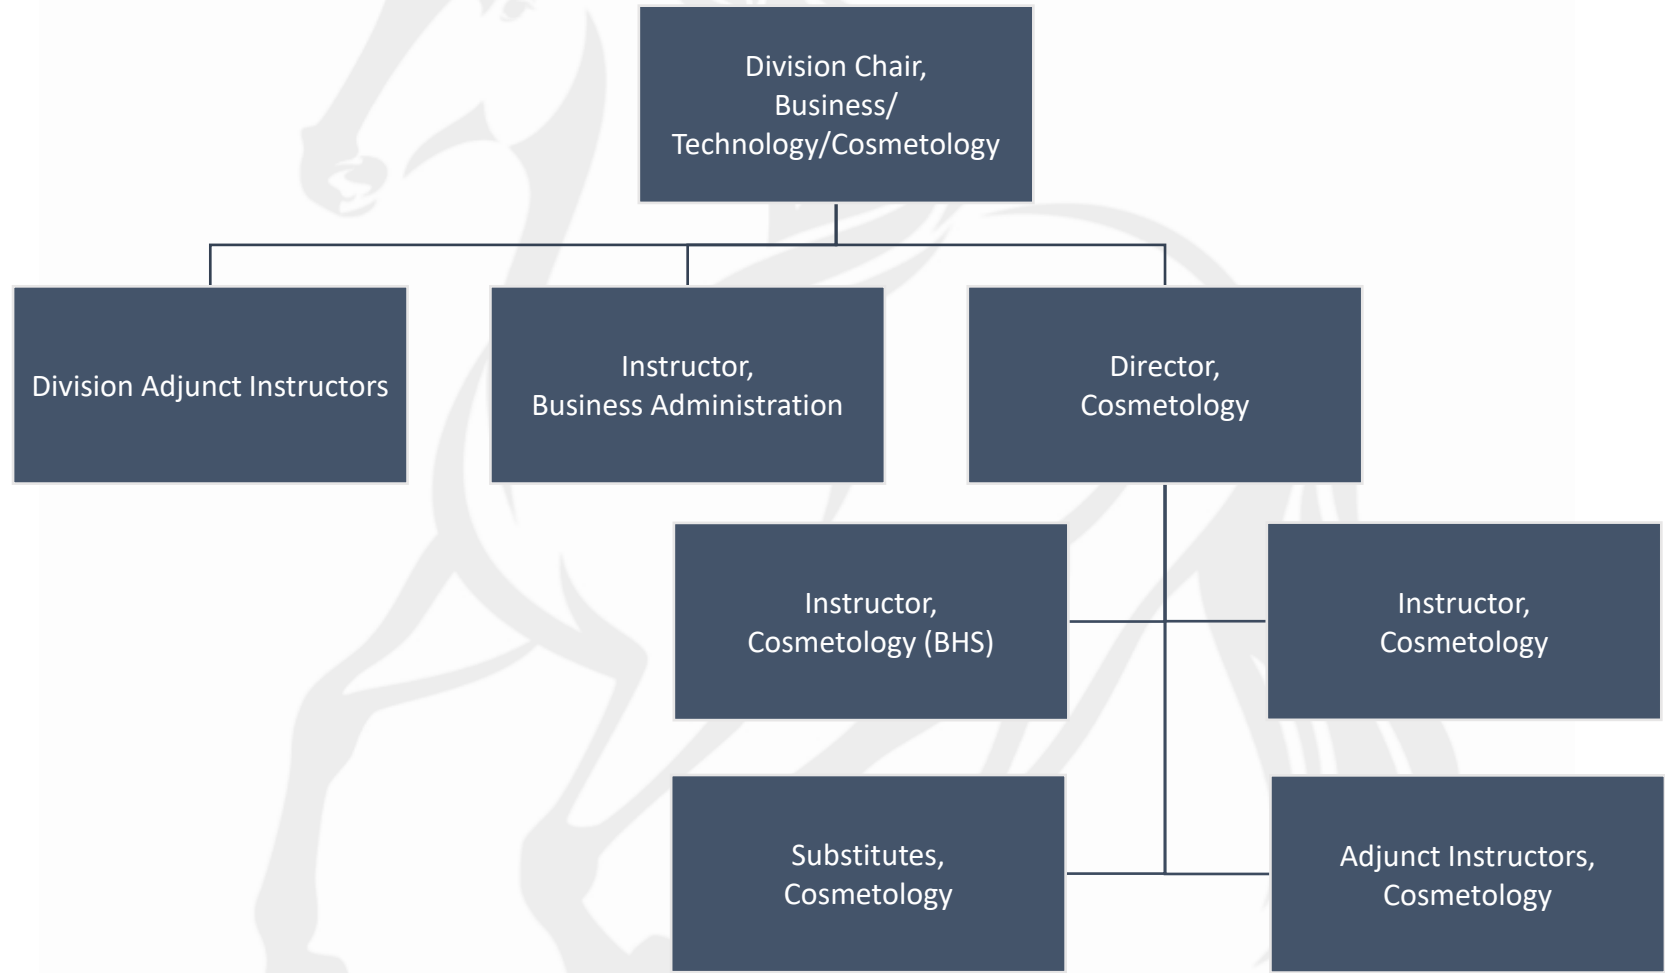 Division Chair,
Business/
Technology/Cosmetology
Division Adjunct Instructors
Instructor,
Business Administration
Director,
Cosmetology
Instructor,
Cosmetology (BHS)
Instructor,
Cosmetology
Substitutes,
Cosmetology
Adjunct Instructors,
Cosmetology